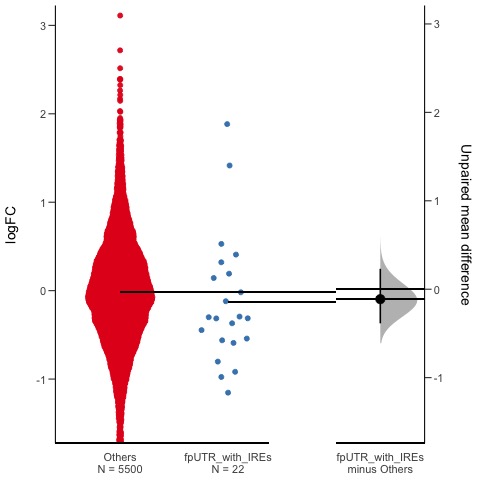 logFC
3
2
1
0
-1
Others
N = 5500
fpUTR_with_IREs
N = 22
fpUTR_with_IREs
minus Others
3
2
1
0
-1
Unpaired mean difference